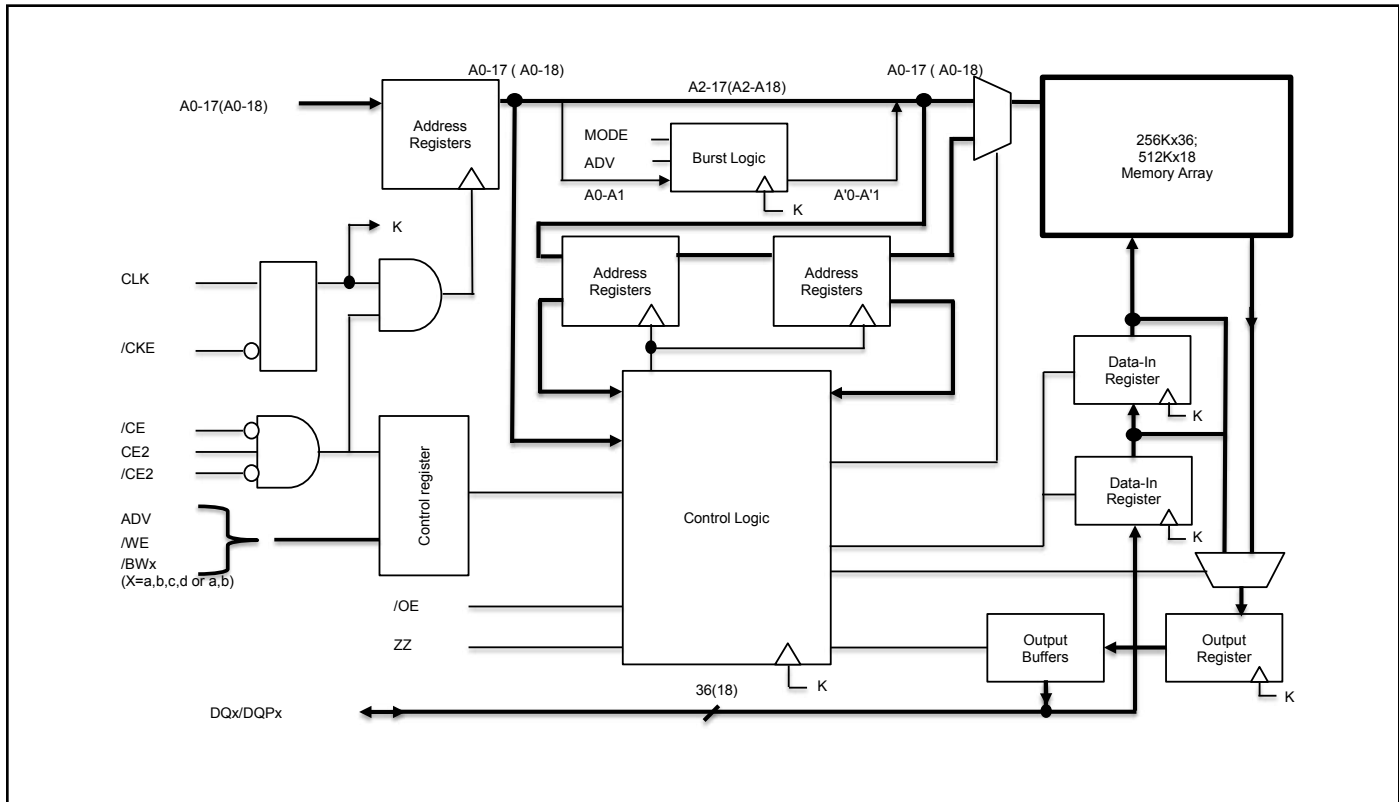 A0-17 ( A0-18)
A2-17(A2-A18)
A0-17 ( A0-18)
A0-17(A0-18)
Address
Registers
MODE
ADV
Burst Logic
A0-A1
A'0-A'1
K
256Kx36;
512Kx18
Memory Array
K
CLK
/CKE
Address
Registers
Address
Registers
Data-In
Register
K
/CE
CE2
/CE2
Control register
Control Logic
Data-In
Register
K
ADV
/WE
/BWx
(X=a,b,c,d or a,b)
/OE
ZZ
K
Output
Buffers
Output
Register
K
36(18)
DQx/DQPx